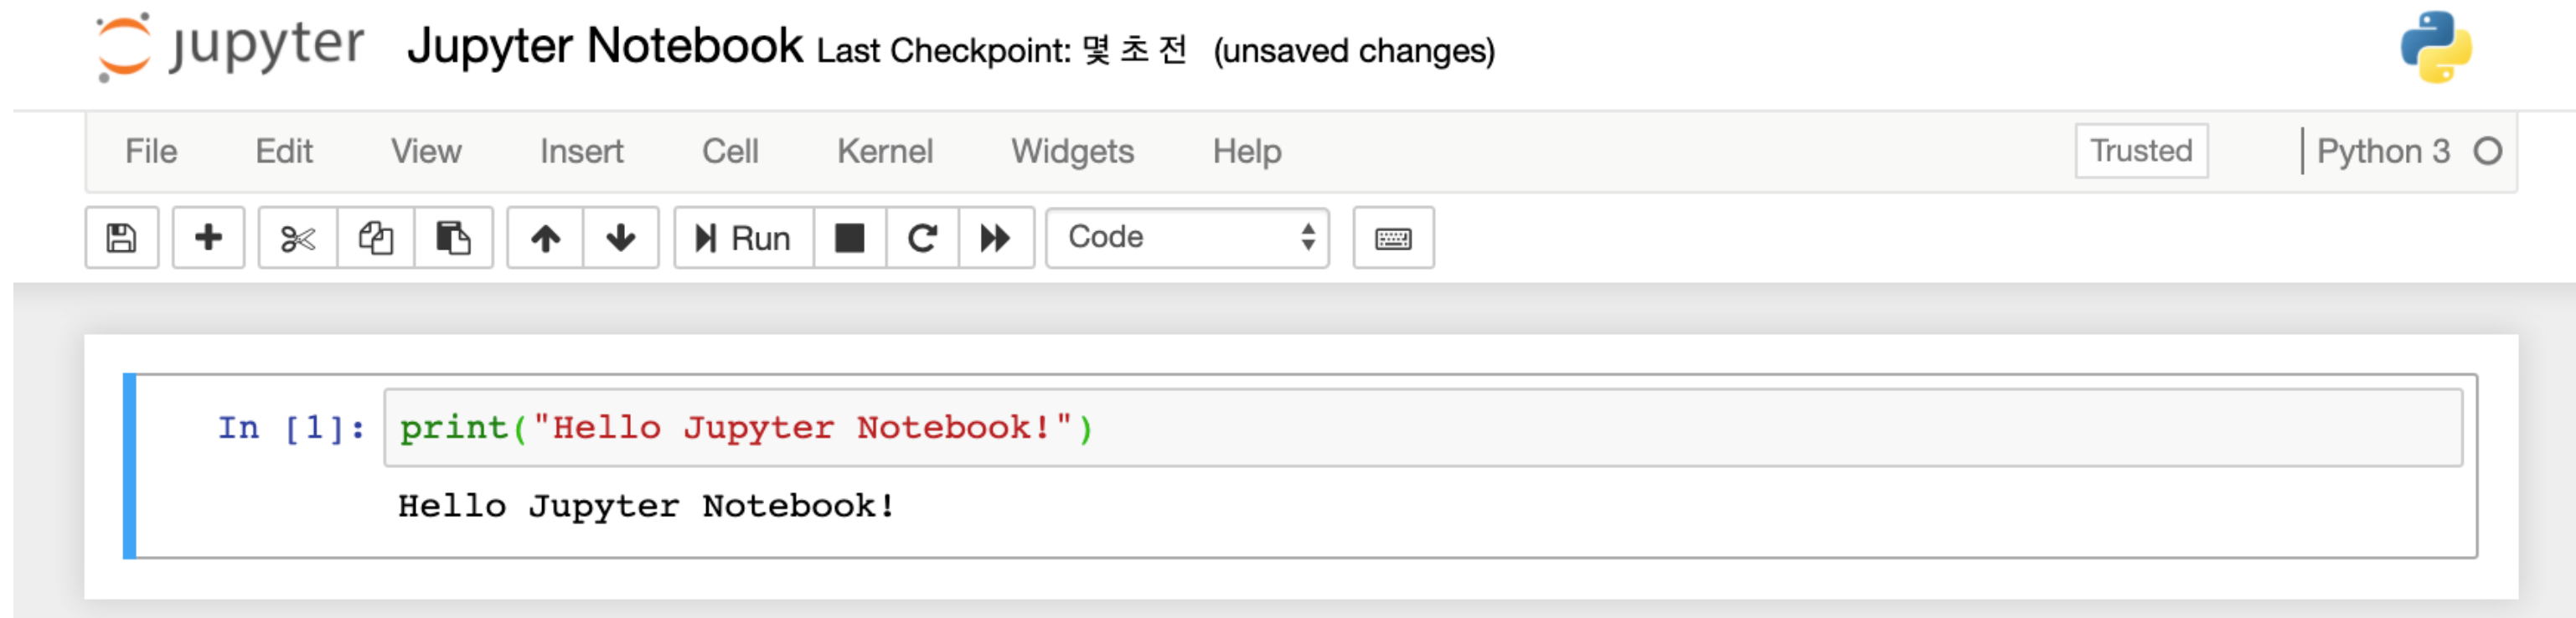 jupyter Jupyter Notebook Last Checkpoint: 몇 초 전 (unsaved changes)
File Edit View Insert Cell Kernel Widgets Help Trusted Python 3
Run Code
In [1]: print("Hello Jupyter Notebook!")
Hello Jupyter Notebook!